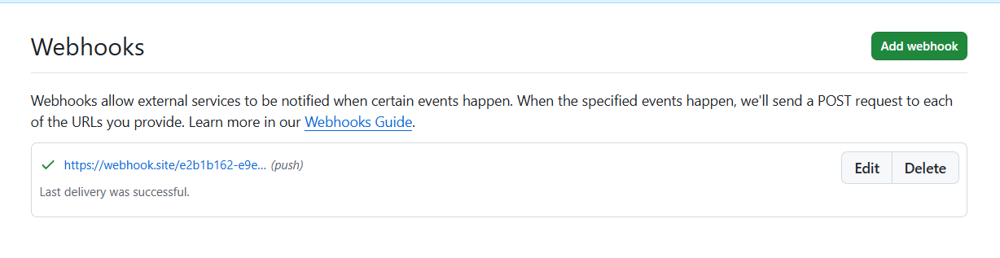 Webhooks
Add webhook
Webhooks allow external services to be notified when certain events happen. When the specified events happen, we'll send a POST request to each
of the URLs you provide. Learn more in our Webhooks Guide.
https://webhook.site/e2b1b162-e9e... (push)
Edit
Delete
Last delivery was successful.